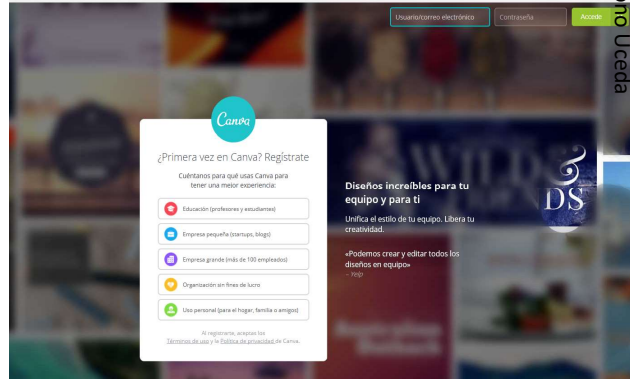 Usuario/correo electrónico
Contraseña
Accede
ono Uceda
Canva
¿Primera vez en Canva? Regístrate
Cuéntanos para qué usas Canva para
tener una mejor experiencia:
Educación (profesores y estudiantes)
Empresa pequeña (startups, blogs)
Empresa grande (más de 100 empleados)
Organización sin fines de lucro
Uso personal (para el hogar, familia o amigos)
Al registrarte, aceptas los
Términos de uso y la Política de privacidad de Canva.
WILD
DS
Diseños increíbles para tu
equipo y para ti
Unifica el estilo de tu equipo. Libera tu
creatividad.
«Podemos crear y editar todos los
diseños en equipo»
– Yelp